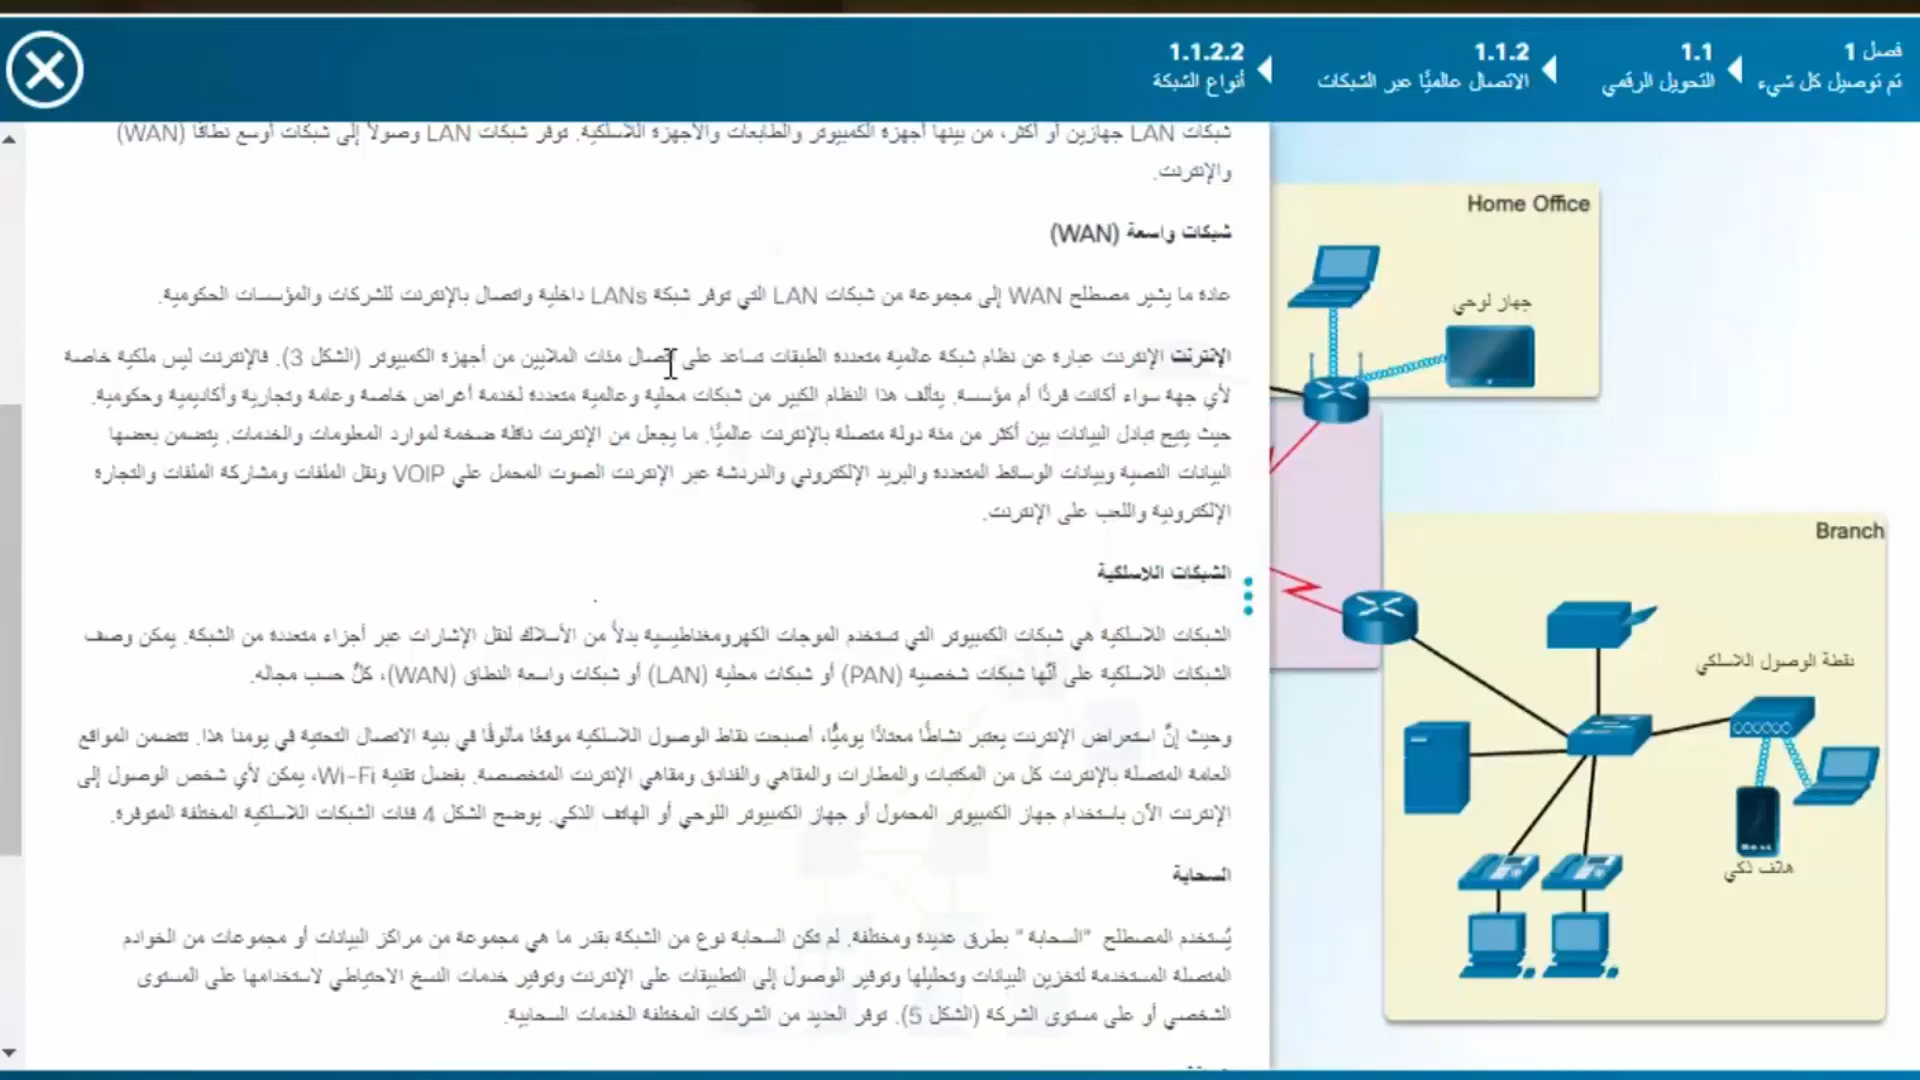 فصل 1
تم توصيل كل شيء
1.1
التحويل الرقمي
1.1.2
الاتصال عالميًا عبر الشبكات
1.1.2.2
أنواع الشبكة
شبكات LAN جهازين أو أكثر، من بينها أجهزة الكمبيوتر والطابعات والأجهزة اللاسلكية. توفر شبكات LAN وصولاً إلى شبكات أوسع نطاقًا (WAN)
والإنترنت.
شبكات واسعة (WAN)
عادة ما يشير مصطلح WAN إلى مجموعة من شبكات LAN التي توفر شبكة LANs داخلية واتصال بالإنترنت للشركات والمؤسسات الحكومية.
الإنترنت الإنترنت عبارة عن نظام شبكة عالمية متعددة الطبقات تساعد على اتصال مئات الملايين من أجهزة الكمبيوتر (الشكل 3). فالإنترنت ليس ملكية خاصة
لأي جهة سواء أكانت فردًا أم مؤسسة. يتألف هذا النظام الكبير من شبكات محلية وعالمية متعددة لخدمة أغراض خاصة وعامة وتجارية وأكاديمية وحكومية.
حيث يتيح تبادل البيانات بين أكثر من مئة دولة متصلة بالإنترنت عالميًّا. ما يجعل من الإنترنت ناقلة ضخمة لموارد المعلومات والخدمات. يتضمن بعضها
البيانات النصية وبيانات الوسائط المتعددة والبريد الإلكتروني والدردشة عبر الإنترنت الصوت المحمل على VOIP ونقل الملفات ومشاركة الملفات والتجارة
الإلكترونية واللعب على الإنترنت.
الشبكات اللاسلكية
الشبكات اللاسلكية هي شبكات الكمبيوتر التي تستخدم الموجات الكهرومغناطيسية بدلاً من الأسلاك لنقل الإشارات عبر أجزاء متعددة من الشبكة. يمكن وصف
الشبكات اللاسلكية على أنّها شبكات شخصية (PAN) أو شبكات محلية (LAN) أو شبكات واسعة النطاق (WAN)، كلٌ حسب مجاله.
وحيث إنَّ استعراض الإنترنت يعتبر نشاطًا معتادًا يوميًّا، أصبحت نقاط الوصول اللاسلكية موقعًا مألوفًا في بنية الاتصال التحتية في يومنا هذا. تتضمن المواقع
العامة المتصلة بالإنترنت كل من المكتبات والمطارات والمقاهي والفنادق ومقاهي الإنترنت المتخصصة. بفضل تقنية Wi-Fi، يمكن لأي شخص الوصول إلى
الإنترنت الآن باستخدام جهاز الكمبيوتر المحمول أو جهاز الكمبيوتر اللوحي أو الهاتف الذكي. يوضح الشكل 4 فئات الشبكات اللاسلكية المختلفة المتوفرة.
السحابة
يُستخدم المصطلح "السحابة" بطرق عديدة ومختلفة. لم تكن السحابة نوع من الشبكة بقدر ما هي مجموعة من مراكز البيانات أو مجموعات من الخوادم
المتصلة المستخدمة لتخزين البيانات وتحليلها وتوفير الوصول إلى التطبيقات على الإنترنت وتوفير خدمات النسخ الاحتياطي لاستخدامها على المستوى
الشخصي أو على مستوى الشركة (الشكل 5). توفر العديد من الشركات المختلفة الخدمات السحابية.
Home Office
جهاز لوحي
Branch
نقطة الوصول اللاسلكي
هاتف ذكي